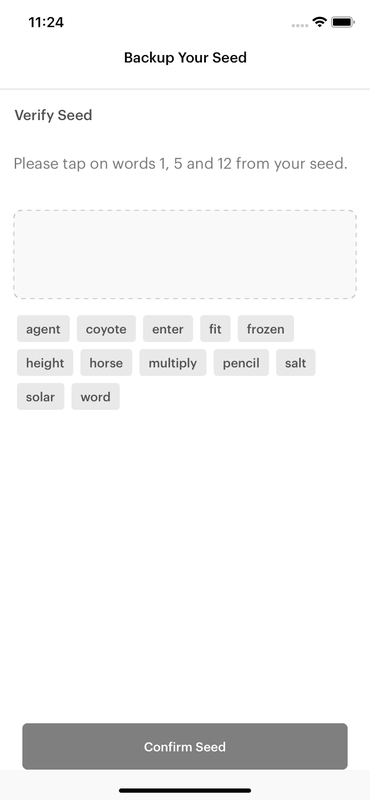 11:24
Backup Your Seed
Verify Seed
Please tap on words 1, 5 and 12 from your seed.
agent coyote enter fit frozen
height horse multiply pencil salt
solar word
Confirm Seed